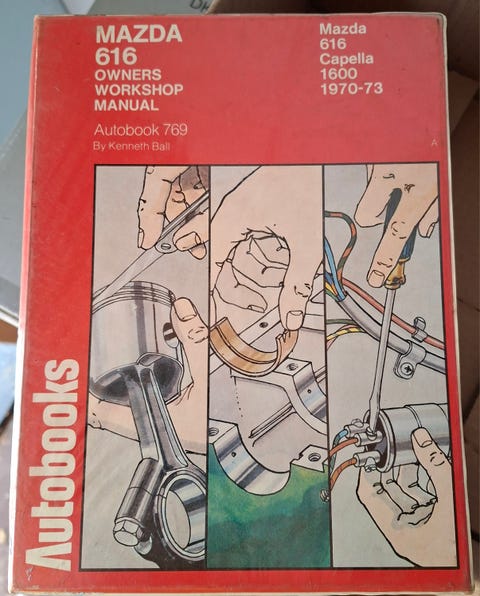 MAZDA
616
OWNERS
WORKSHOP
MANUAL
Autobook 769
By Kenneth Ball
Mazda
616
Capella
1600
1970-73
A
Autobooks